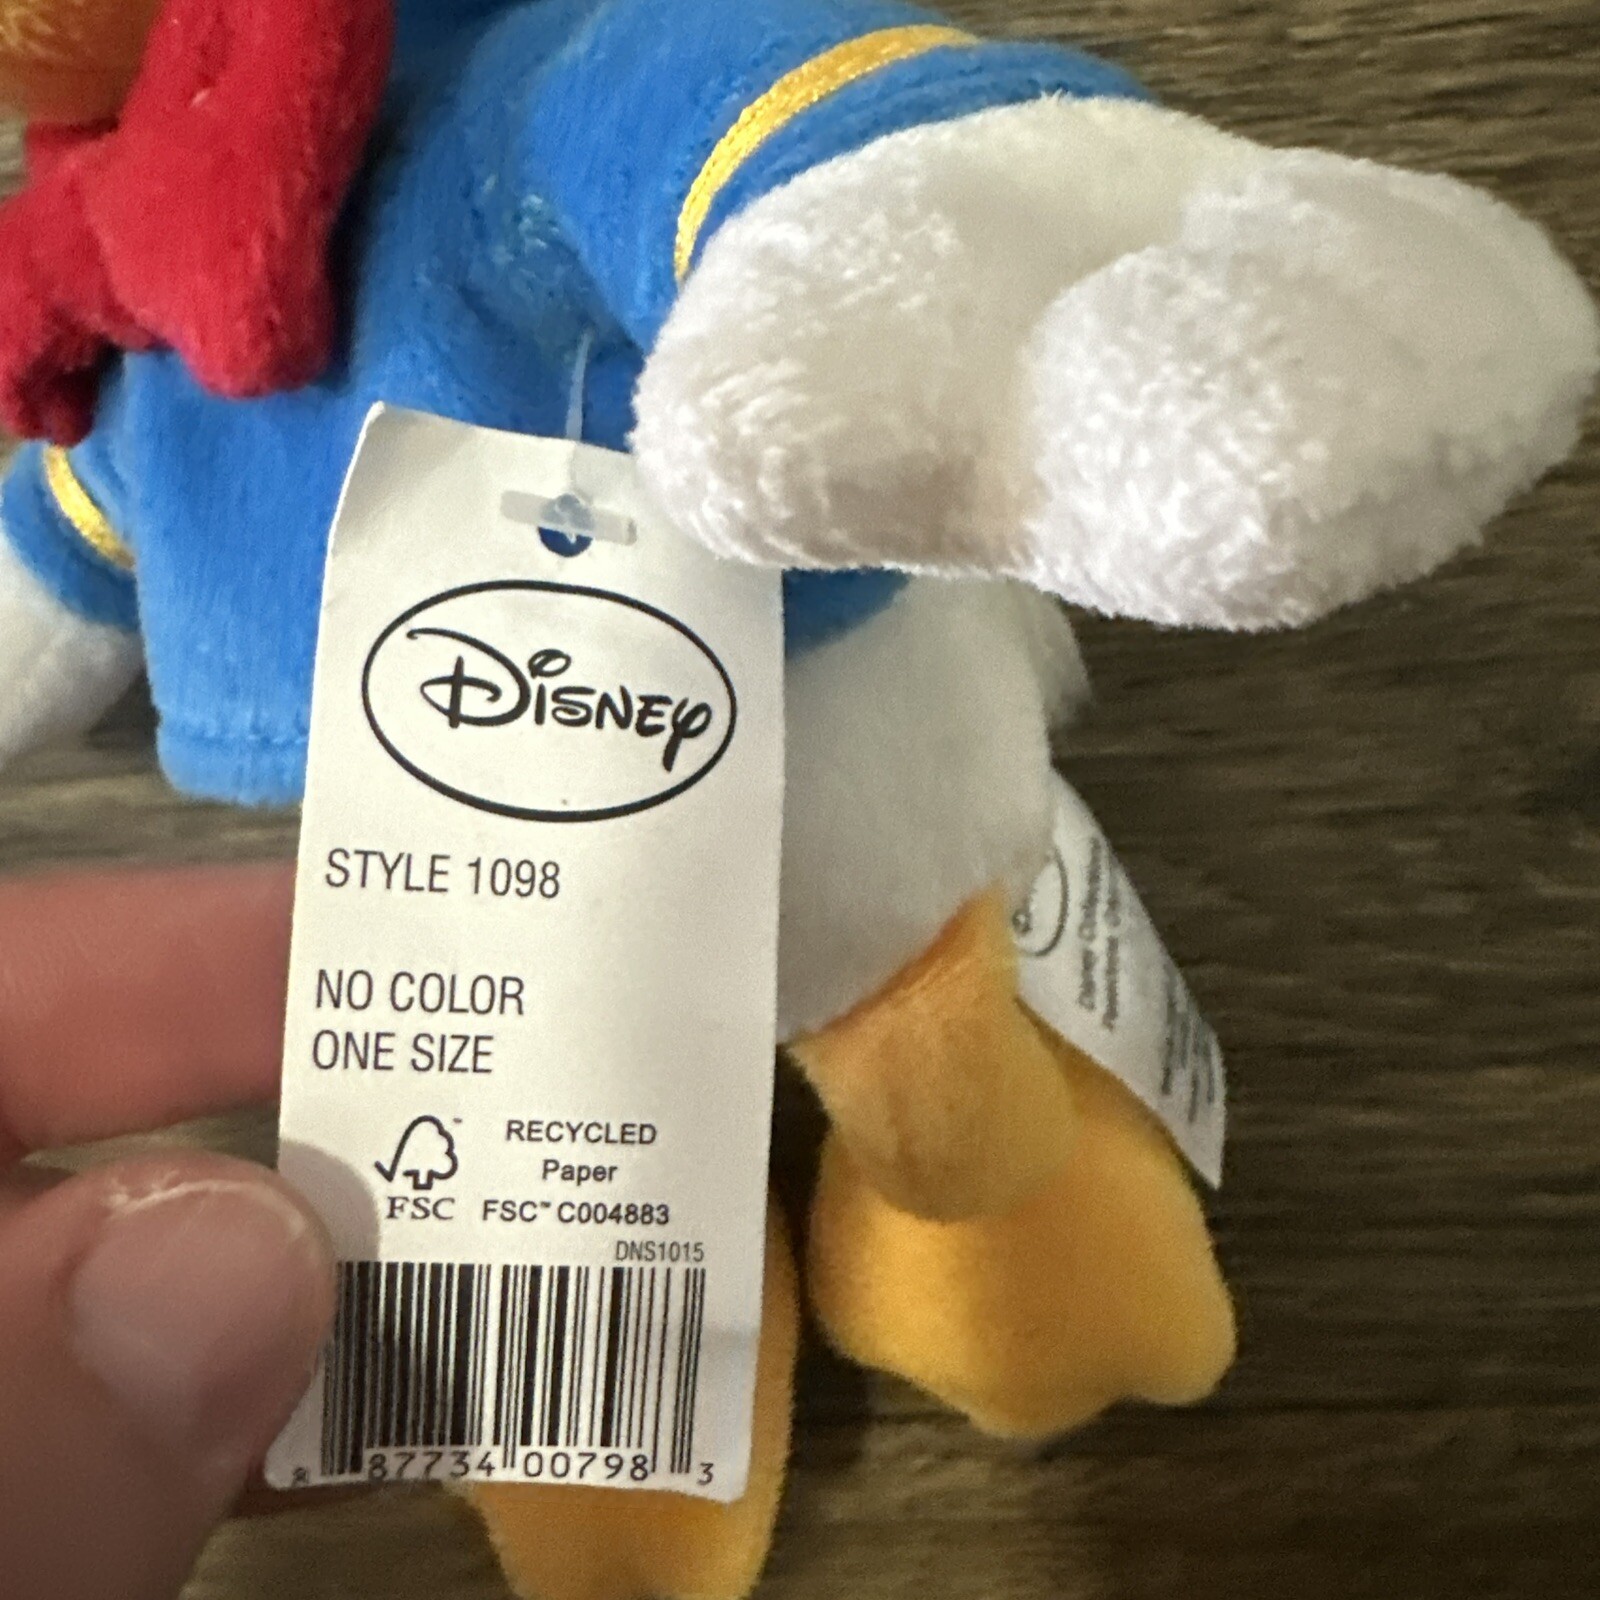 Disney
STYLE 1098
NO COLOR
ONE SIZE
RECYCLED
Paper
FSC FSC™ C004883
DNS1015
8 87734 00798 3